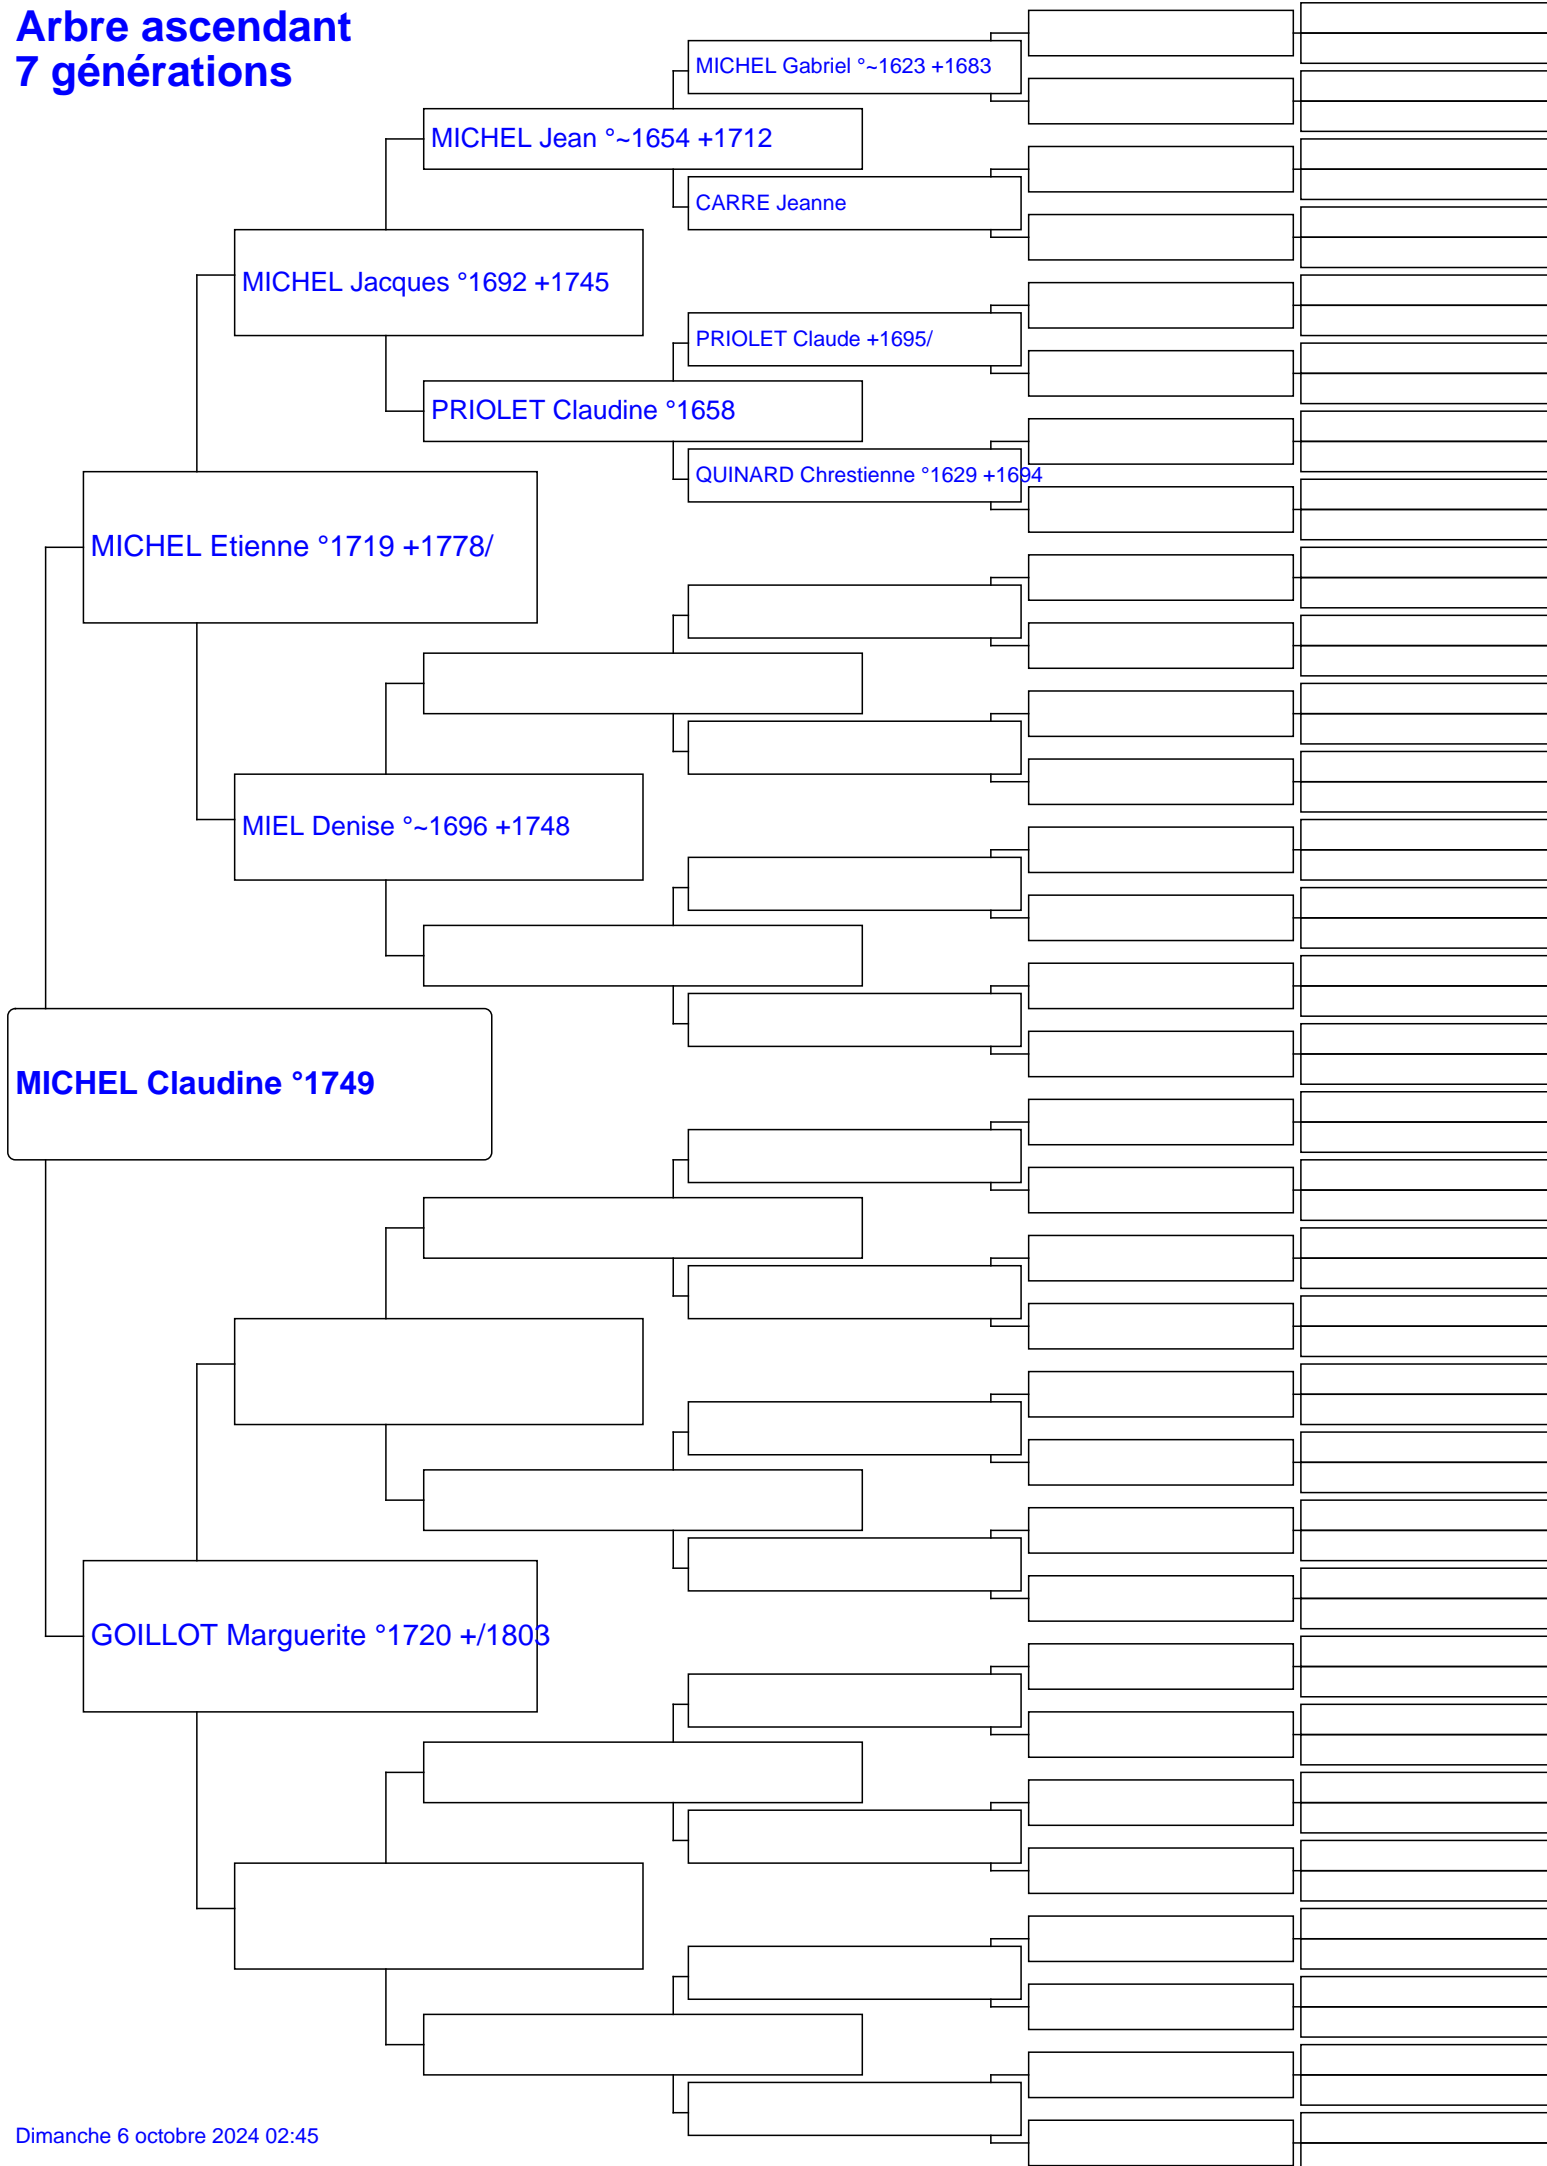 Arbre ascendant
7 générations
MICHEL Gabriel °~1623 +1683
MICHEL Jean °~1654 +1712
CARRE Jeanne
MICHEL Jacques °1692 +1745
PRIOLET Claude +1695/
PRIOLET Claudine °1658
QUINARD Chrestienne °1629 +1694
MICHEL Etienne °1719 +1778/
MIEL Denise °~1696 +1748
MICHEL Claudine °1749
GOILLOT Marguerite °1720 +/1803
Dimanche 6 octobre 2024 02:45